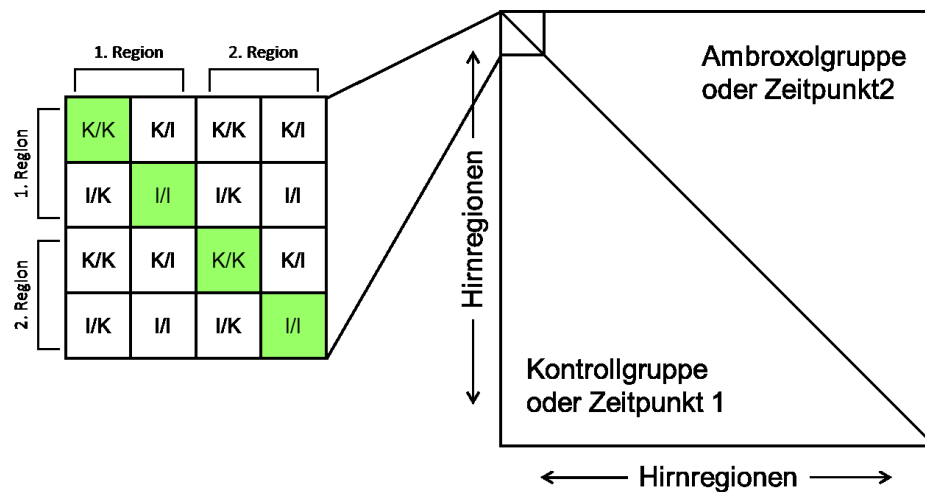 1. Region 2. Region
1. Region
2. Region
K/K K/I K/K K/I
I/K I/I I/K I/I
K/K K/I K/K K/I
I/K I/I I/K I/I
Ambroxolgruppe
oder Zeitpunkt2
Hirnregionen
Kontrollgruppe
oder Zeitpunkt 1
Hirnregionen